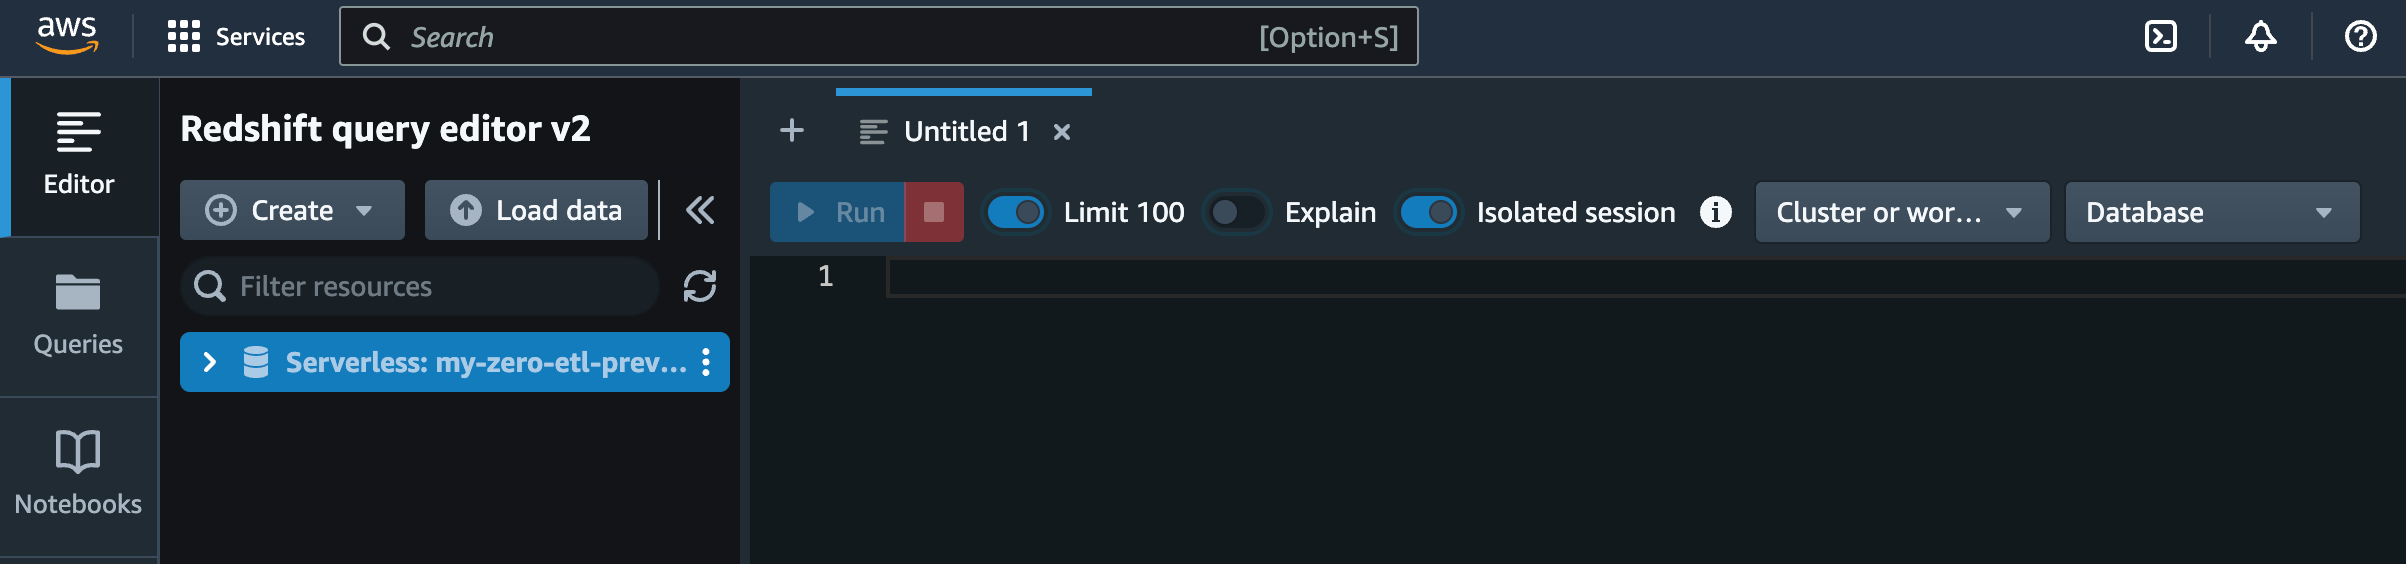 aws
Services
Search
[Option+S]
Editor
Queries
Notebooks
Redshift query editor v2
Create
Load data
Filter resources
Serverless: my-zero-etl-prev...
Untitled 1
Run
Limit 100
Explain
Isolated session
Cluster or wor...
Database
1